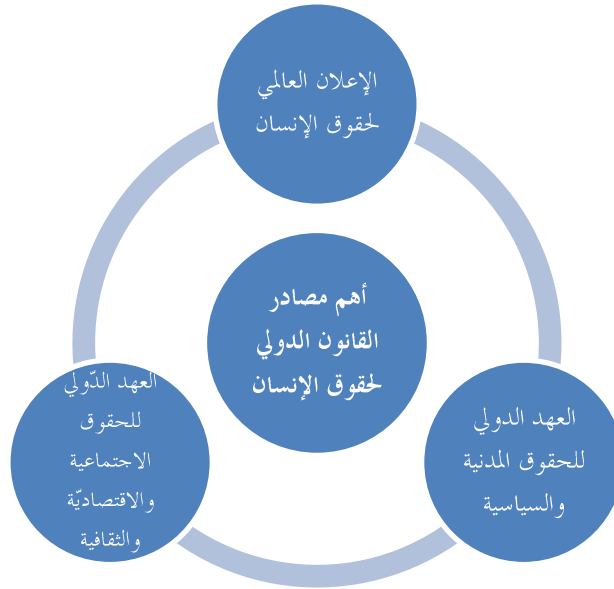 الإعلان العالمي
لحقوق الإنسان
أهم مصادر
القانون الدولي
لحقوق الإنسان
العهد الدولي
للحقوق المدنية
والسياسية
العهد الدّولي
للحقوق
الاجتماعية
والاقتصاديّة
والثقافية